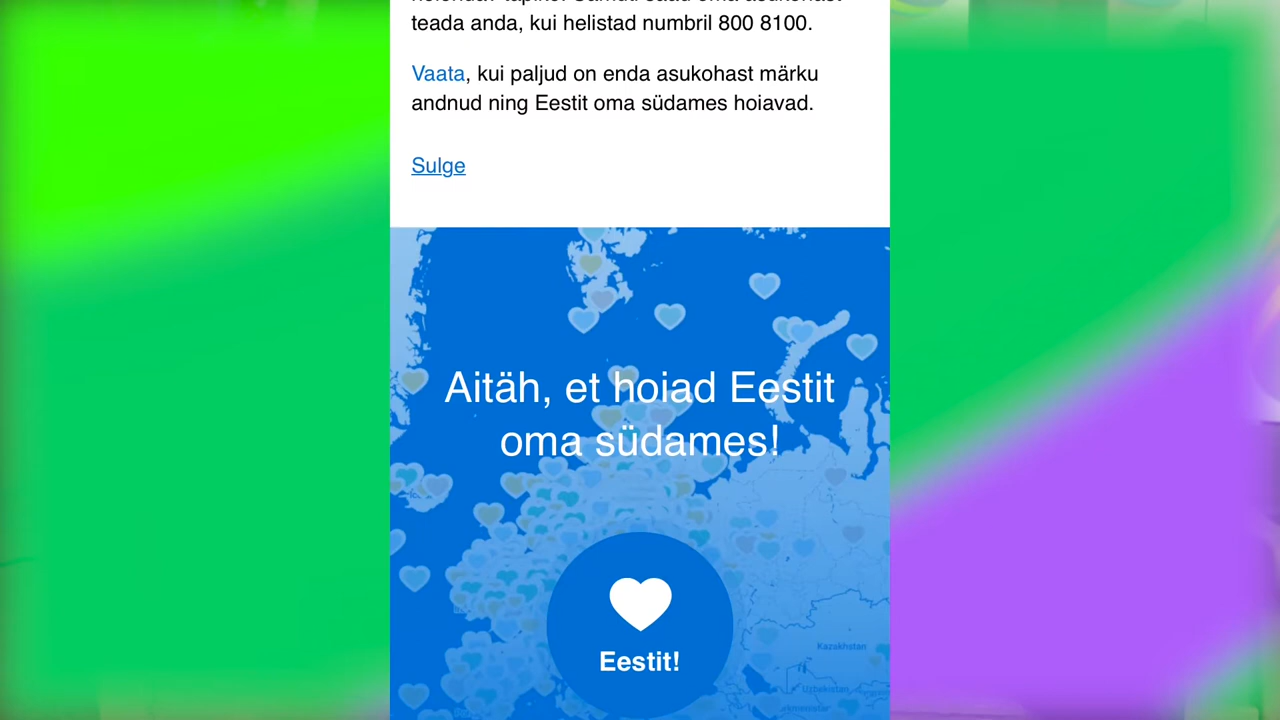 teada anda, kui helistad numbril 800 8100.
Vaata, kui paljud on enda asukohast märku
andnud ning Eestit oma südames hoiavad.
Sulge
Aitäh, et hoiad Eestit
oma südames!
Eestit!
Kazakhstan
Uzbekistan